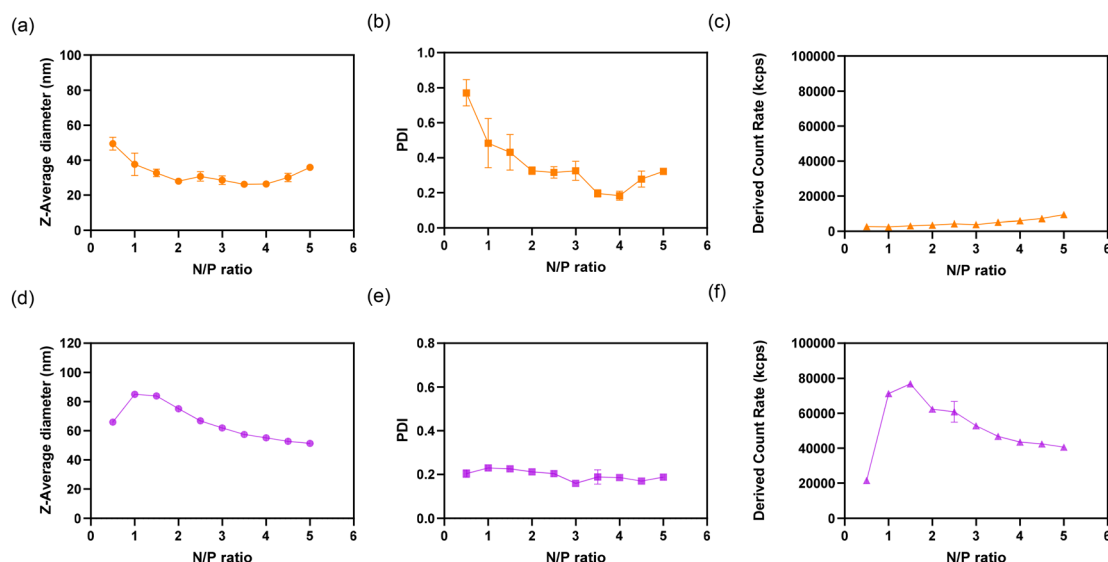 (a)
Z-Average diameter (nm)
100
80
60
40
20
0
0 1 2 3 4 5 6
N/P ratio
(b)
PDI
1.0
0.8
0.6
0.4
0.2
0.0
0 1 2 3 4 5 6
N/P ratio
(c)
Derived Count Rate (kcps)
100000
80000
60000
40000
20000
0
0 1 2 3 4 5 6
N/P ratio
(d)
Z-Average diameter (nm)
120
100
80
60
40
20
0
0 1 2 3 4 5 6
N/P ratio
(e)
PDI
0.8
0.6
0.4
0.2
0.0
0 1 2 3 4 5 6
N/P ratio
(f)
Derived Count Rate (kcps)
100000
80000
60000
40000
20000
0
0 1 2 3 4 5 6
N/P ratio